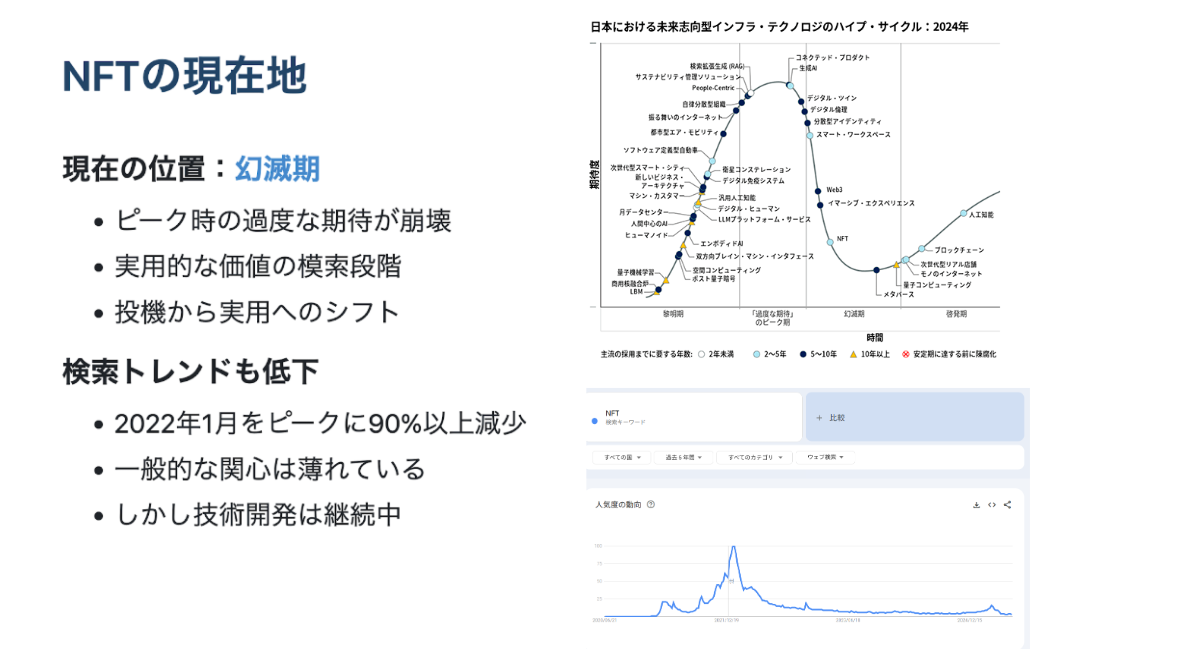 NFTの現在地
現在の位置：幻滅期
• ピーク時の過度な期待が崩壊
• 実用的な価値の模索段階
• 投機から実用へのシフト
検索トレンドも低下
• 2022年1月をピークに90%以上減少
• 一般的な関心は薄れている
• しかし技術開発は継続中
日本における未来志向型インフラ・テクノロジのハイプ・サイクル：2024年
期待度
コネクテッド・プロダクト
生成AI
検索拡張生成 (RAG)
サステナビリティ管理ソリューション
People-Centric
自律分散型組織
振る舞いのインターネット
都市型エア・モビリティ
ソフトウェア定義型自動車
次世代型スマート・シティ
新しいビジネス・
アーキテクチャ
マシン・カスタマー
月データセンター
人間中心のAI
ヒューマノイド
量子機械学習
商用核融合炉
LBM
デジタル・ツイン
デジタル倫理
分散型アイデンティティ
スマート・ワークスペース
衛星コンステレーション
デジタル免疫システム
汎用人工知能
デジタル・ヒューマン
LLMプラットフォーム・サービス
エンボディドAI
双方向ブレイン・マシン・インタフェース
空間コンピューティング
ポスト量子暗号
Web3
イマーシブ・エクスペリエンス
NFT
人工知能
ブロックチェーン
次世代型リアル店舗
モノのインターネット
量子コンピューティング
メタバース
黎明期
「過度な期待」
のピーク期
幻滅期
啓発期
時間
主流の採用までに要する年数: 2年未満 2～5年 5～10年 10年以上 安定期に達する前に陳腐化
NFT
検索キーワード
+ 比較
すべての国 過去 5 年間 すべてのカテゴリ ウェブ検索
人気度の動向
100
75
50
25